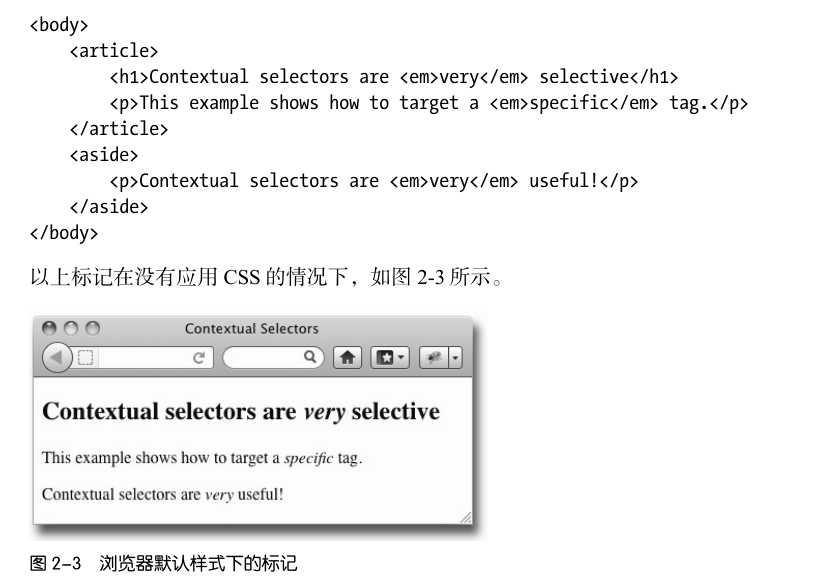 <body>
    <article>
        <h1>Contextual selectors are <em>very</em> selective</h1>
        <p>This example shows how to target a <em>specific</em> tag.</p>
    </article>
    <aside>
        <p>Contextual selectors are <em>very</em> useful!</p>
    </aside>
</body>
以上标记在没有应用 CSS 的情况下，如图 2-3 所示。
Contextual Selectors
Contextual selectors are very selective
This example shows how to target a specific tag.
Contextual selectors are very useful!
图 2-3 浏览器默认样式下的标记